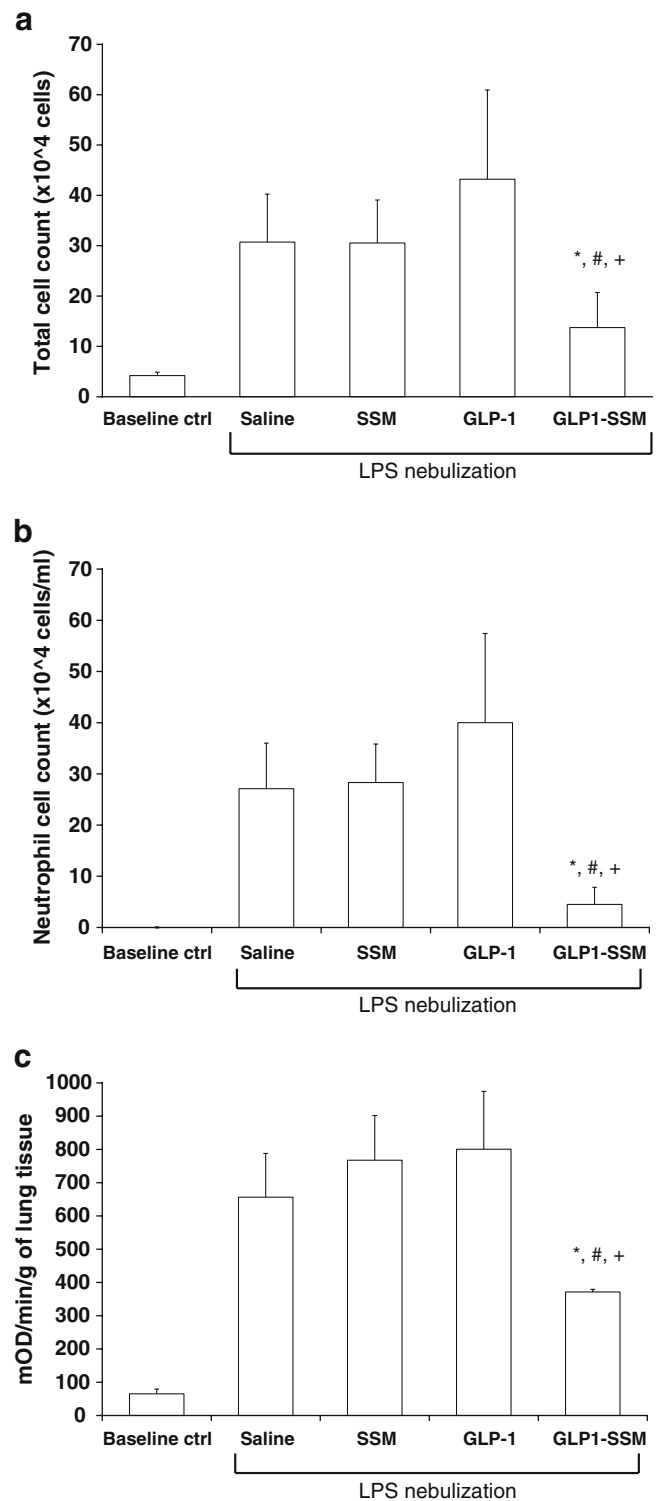 a
Total cell count (x10^4 cells)
70
60
50
40
30
20
10
0
*, #, +
Baseline ctrl Saline SSM GLP-1 GLP1-SSM
LPS nebulization
b
Neutrophil cell count (x10^4 cells/ml)
70
60
50
40
30
20
10
0
*, #, +
Baseline ctrl Saline SSM GLP-1 GLP1-SSM
LPS nebulization
c
mOD/min/g of lung tissue
1000
900
800
700
600
500
400
300
200
100
0
*, #, +
Baseline ctrl Saline SSM GLP-1 GLP1-SSM
LPS nebulization